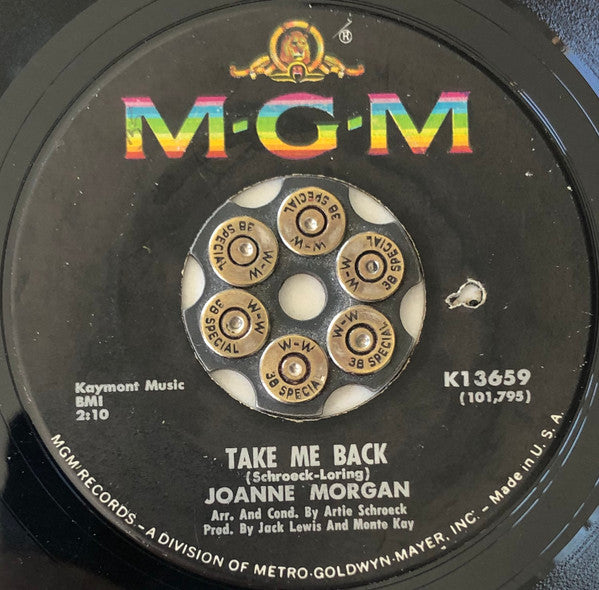 ®
M·G·M
38 SPECIAL W-W
38 SPECIAL W-W
38 SPECIAL W-W
38 SPECIAL W-W
38 SPECIAL W-W
38 SPECIA W-W
Kaymont Music
BMI
2:10
K13659
(101,795)
TAKE ME BACK
(Schroeck-Loring)
JOANNE MORGAN
Arr. And Cond. By Artie Schroeck
Prod. By Jack Lewis And Monte Kay
MGM RECORDS - A DIVISION OF METRO-GOLDWYN-MAYER, INC. - Made in U. S. A.